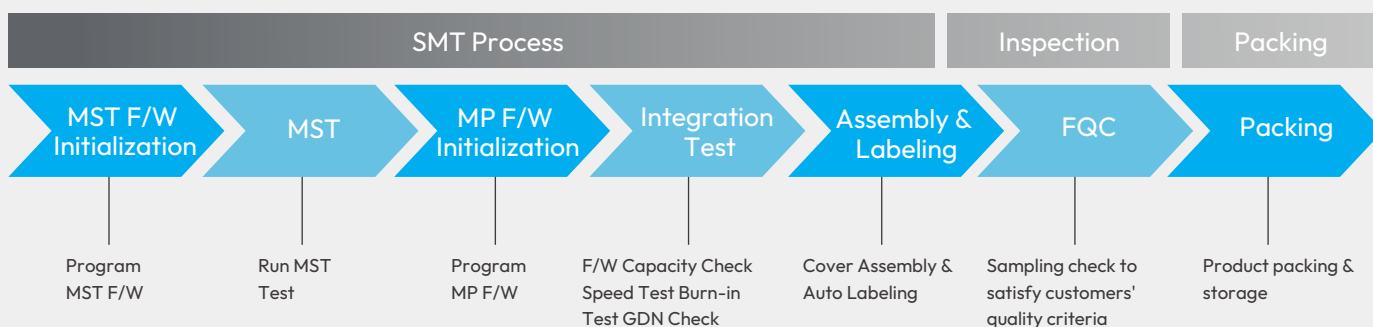 SMT Process
Inspection
Packing
MST F/W
Initialization
MST
MP F/W
Initialization
Integration
Test
Assembly &
Labeling
FQC
Packing
Program
MST F/W
Run MST
Test
Program
MP F/W
F/W Capacity Check
Speed Test Burn-in
Test GDN Check
Cover Assembly &
Auto Labeling
Sampling check to
satisfy customers'
quality criteria
Product packing &
storage